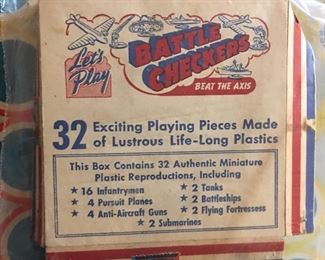 Let's
Play
BATTLE
CHECKERS
BEAT THE AXIS
32 Exciting Playing Pieces Made
of Lustrous Life-Long Plastics
This Box Contains 32 Authentic Miniature
Plastic Reproductions, Including
★ 16 Infantrymen ★ 2 Tanks
★ 4 Pursuit Planes ★ 2 Battleships
★ 4 Anti-Aircraft Guns ★ 2 Flying Fortressess
★ 2 Submarines